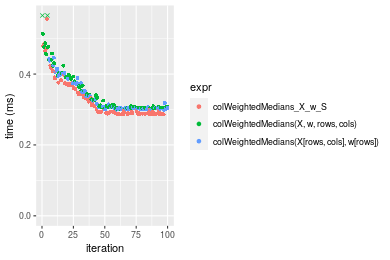 expr
colWeightedMedians_X_w_S
colWeightedMedians(X, w, rows, cols)
colWeightedMedians(X[rows, cols], w[rows])
time (ms)
0.4
0.2
0.0
0
25
50
75
100
iteration